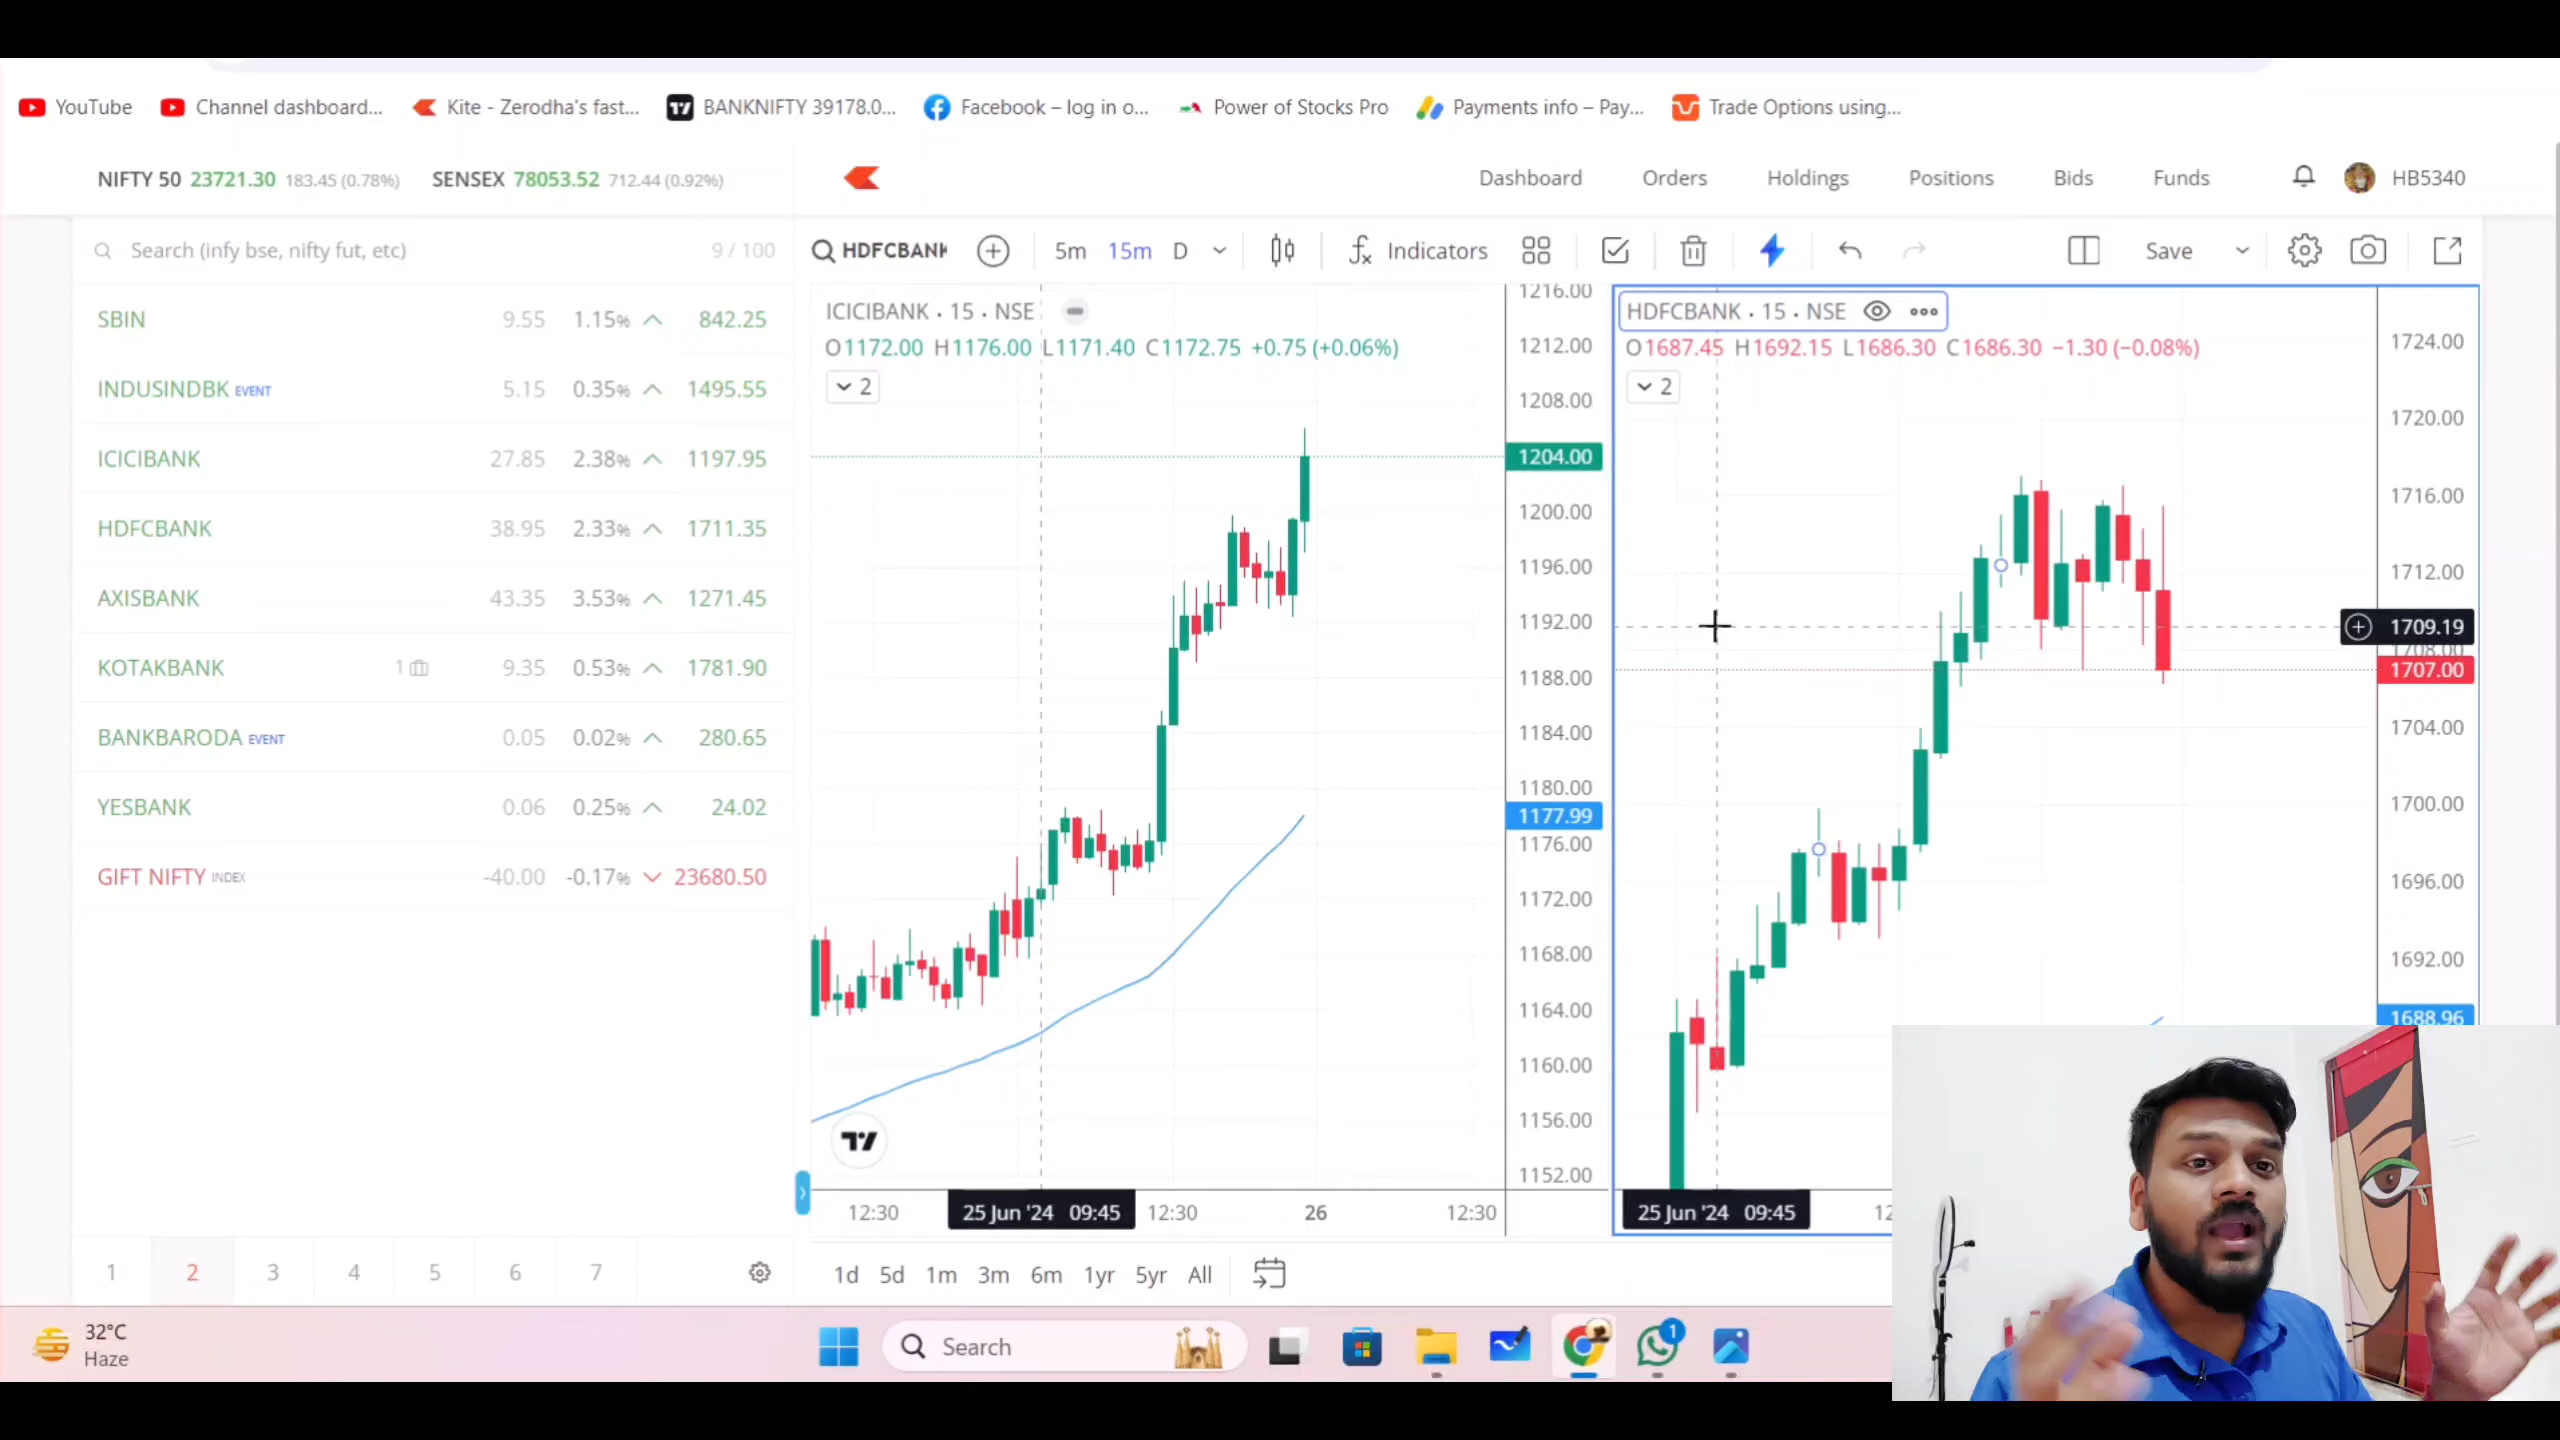 YouTube Channel dashboard... Kite - Zerodha's fast... BANKNIFTY 39178.0... Facebook – log in o... Power of Stocks Pro Payments info – Pay... Trade Options using...
NIFTY 50 23721.30 183.45 (0.78%) SENSEX 78053.52 712.44 (0.92%) Dashboard Orders Holdings Positions Bids Funds HB5340
Search (infy bse, nifty fut, etc) 9 / 100
SBIN 9.55 1.15% 842.25
INDUSINDBK EVENT 5.15 0.35% 1495.55
ICICIBANK 27.85 2.38% 1197.95
HDFCBANK 38.95 2.33% 1711.35
AXISBANK 43.35 3.53% 1271.45
KOTAKBANK 1 9.35 0.53% 1781.90
BANKBARODA EVENT 0.05 0.02% 280.65
YESBANK 0.06 0.25% 24.02
GIFT NIFTY INDEX -40.00 -0.17% 23680.50
1 2 3 4 5 6 7
HDFCBANK 5m 15m D Indicators Save
ICICIBANK · 15 · NSE
O1172.00 H1176.00 L1171.40 C1172.75 +0.75 (+0.06%)
2
1216.00
1212.00
1208.00
1204.00
1200.00
1196.00
1192.00
1188.00
1184.00
1180.00
1177.99
1176.00
1172.00
1168.00
1164.00
1160.00
1156.00
1152.00
12:30 25 Jun '24 09:45 12:30 26 12:30
HDFCBANK · 15 · NSE
O1687.45 H1692.15 L1686.30 C1686.30 −1.30 (−0.08%)
2
1724.00
1720.00
1716.00
1712.00
1709.19
1708.00
1707.00
1704.00
1700.00
1696.00
1692.00
1688.96
25 Jun '24 09:45
1d 5d 1m 3m 6m 1yr 5yr All
32°C
Haze
Search
1